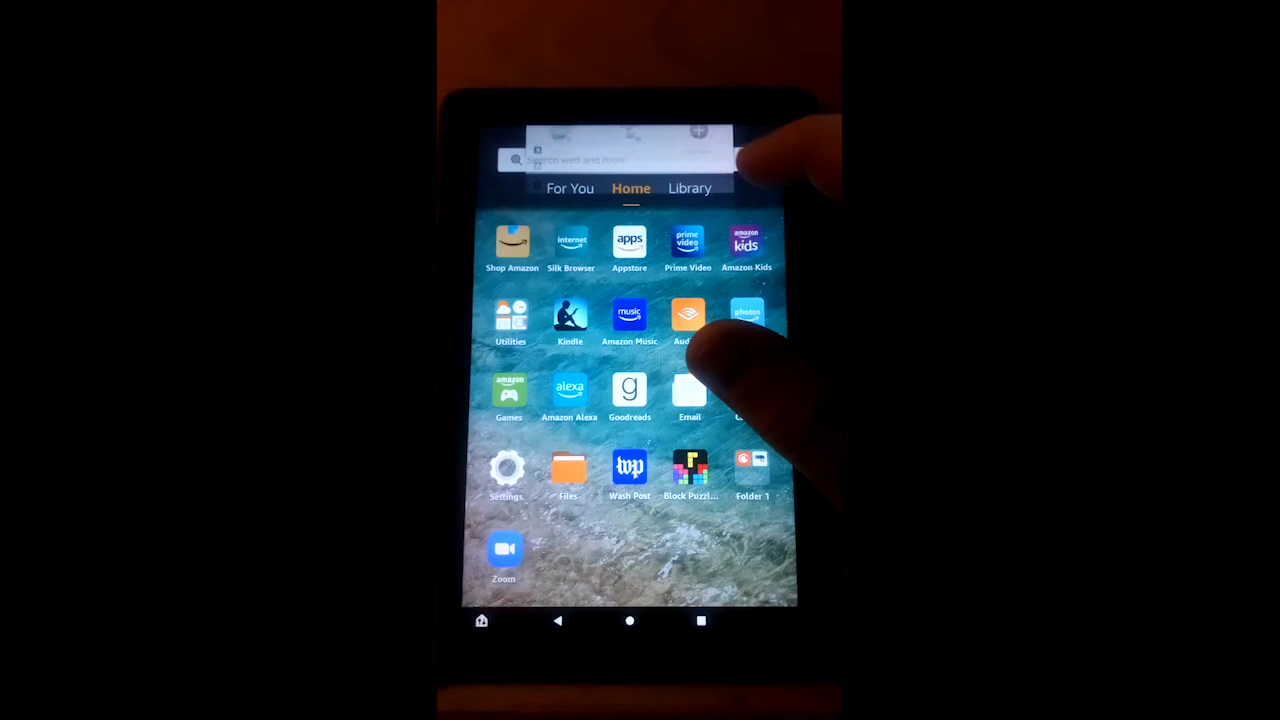 Search web and more
For You Home Library
internet apps prime video amazon kids
Shop Amazon Silk Browser Appstore Prime Video Amazon Kids
music photos
Utilities Kindle Amazon Music
amazon alexa g
Games Amazon Alexa Goodreads Email
wp
Settings Files Wash Post Block Puzzl... Folder 1
Zoom